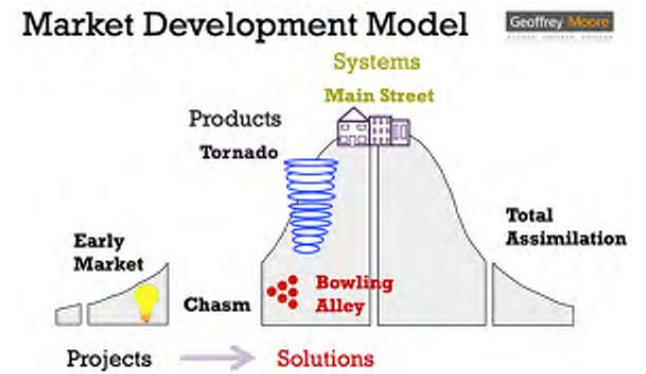 Market Development Model
Geoffrey Moore
Systems
Main Street
Products
Tornado
Early
Market
Total
Assimilation
Bowling
Alley
Chasm
Projects
Solutions